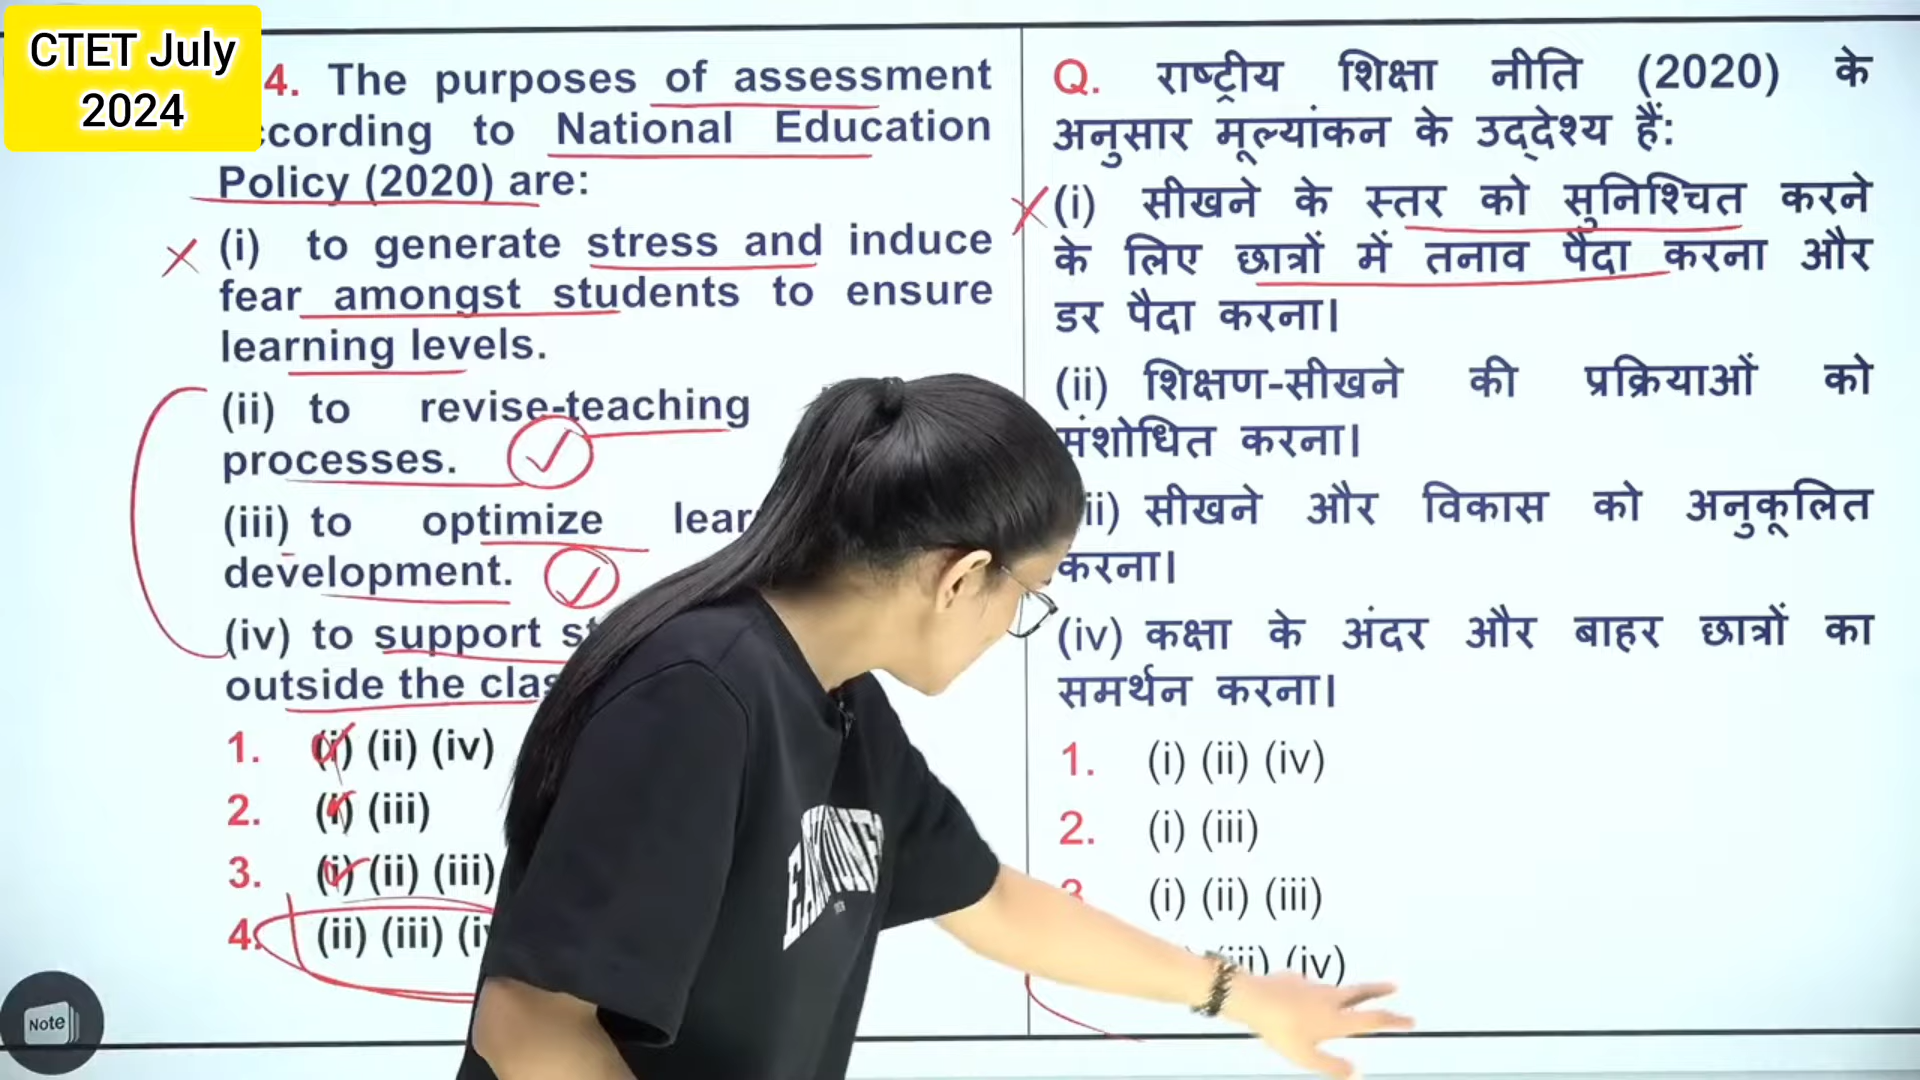 CTET July
2024
4. The purposes of assessment
ccording to National Education
Policy (2020) are:
(i) to generate stress and induce
fear amongst students to ensure
learning levels.
(ii) to revise-teaching
processes.
(iii) to optimize
development.
(iv) to support
outside the
1. (i) (ii) (iv)
2. (i) (iii)
3. (i) (ii) (iii)
4. (ii) (iii)
Q. राष्ट्रीय शिक्षा नीति (2020) के
अनुसार मूल्यांकन के उद्देश्य हैं:
(i) सीखने के स्तर को सुनिश्चित करने
के लिए छात्रों में तनाव पैदा करना और
डर पैदा करना।
(ii) शिक्षण-सीखने की प्रक्रियाओं को
संशोधित करना।
सीखने और विकास को अनुकूलित
करना।
(iv) कक्षा के अंदर और बाहर छात्रों का
समर्थन करना।
1. (i) (ii) (iv)
2. (i) (iii)
(i) (ii) (iii)
(iv)
Note